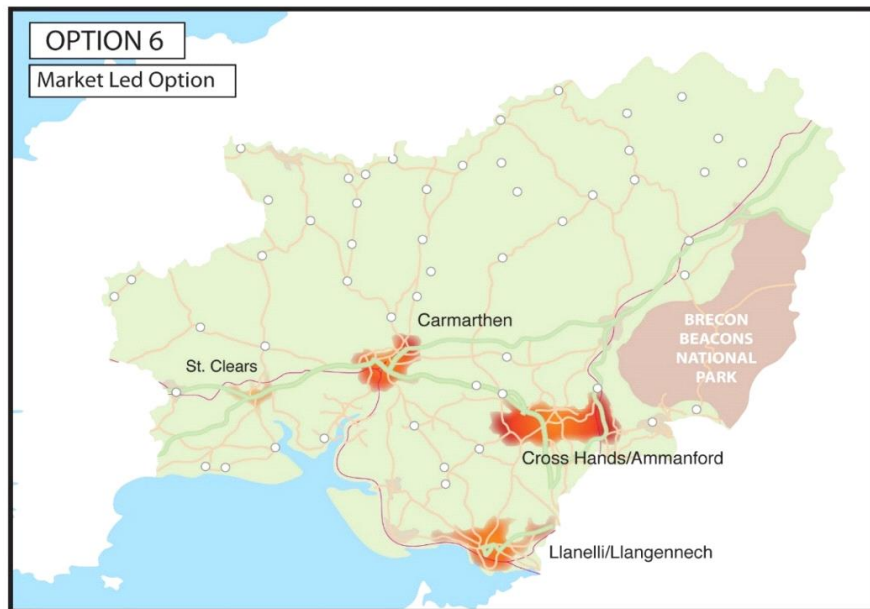 OPTION 6
Market Led Option
Carmarthen
BRECON
BEACONS
NATIONAL
PARK
St. Clears
Cross Hands/Ammanford
Llanelli/Llangennech